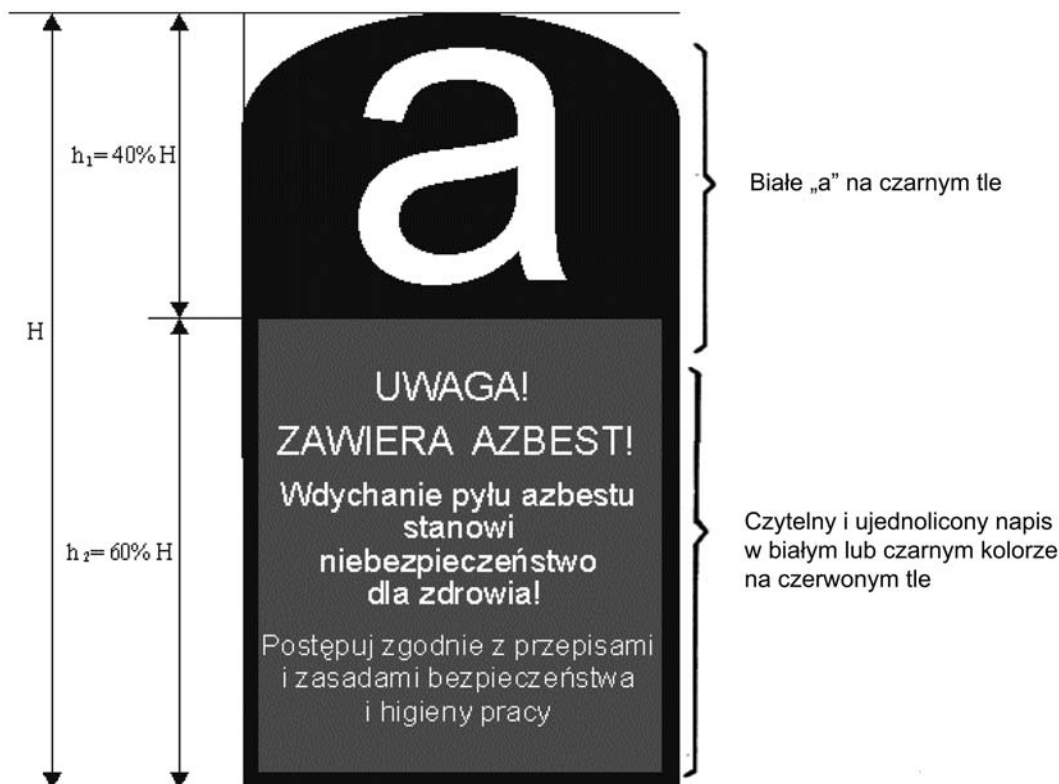 h₁= 40% H
H
h₂= 60% H
a
Białe „a” na czarnym tle
UWAGA!
ZAWIERA AZBEST!
Wdychanie pyłu azbestu
stanowi
niebezpieczeństwo
dla zdrowia!
Postępuj zgodnie z przepisami
i zasadami bezpieczeństwa
i higieny pracy
Czytelny i ujednolicony napis
w białym lub czarnym kolorze
na czerwonym tle